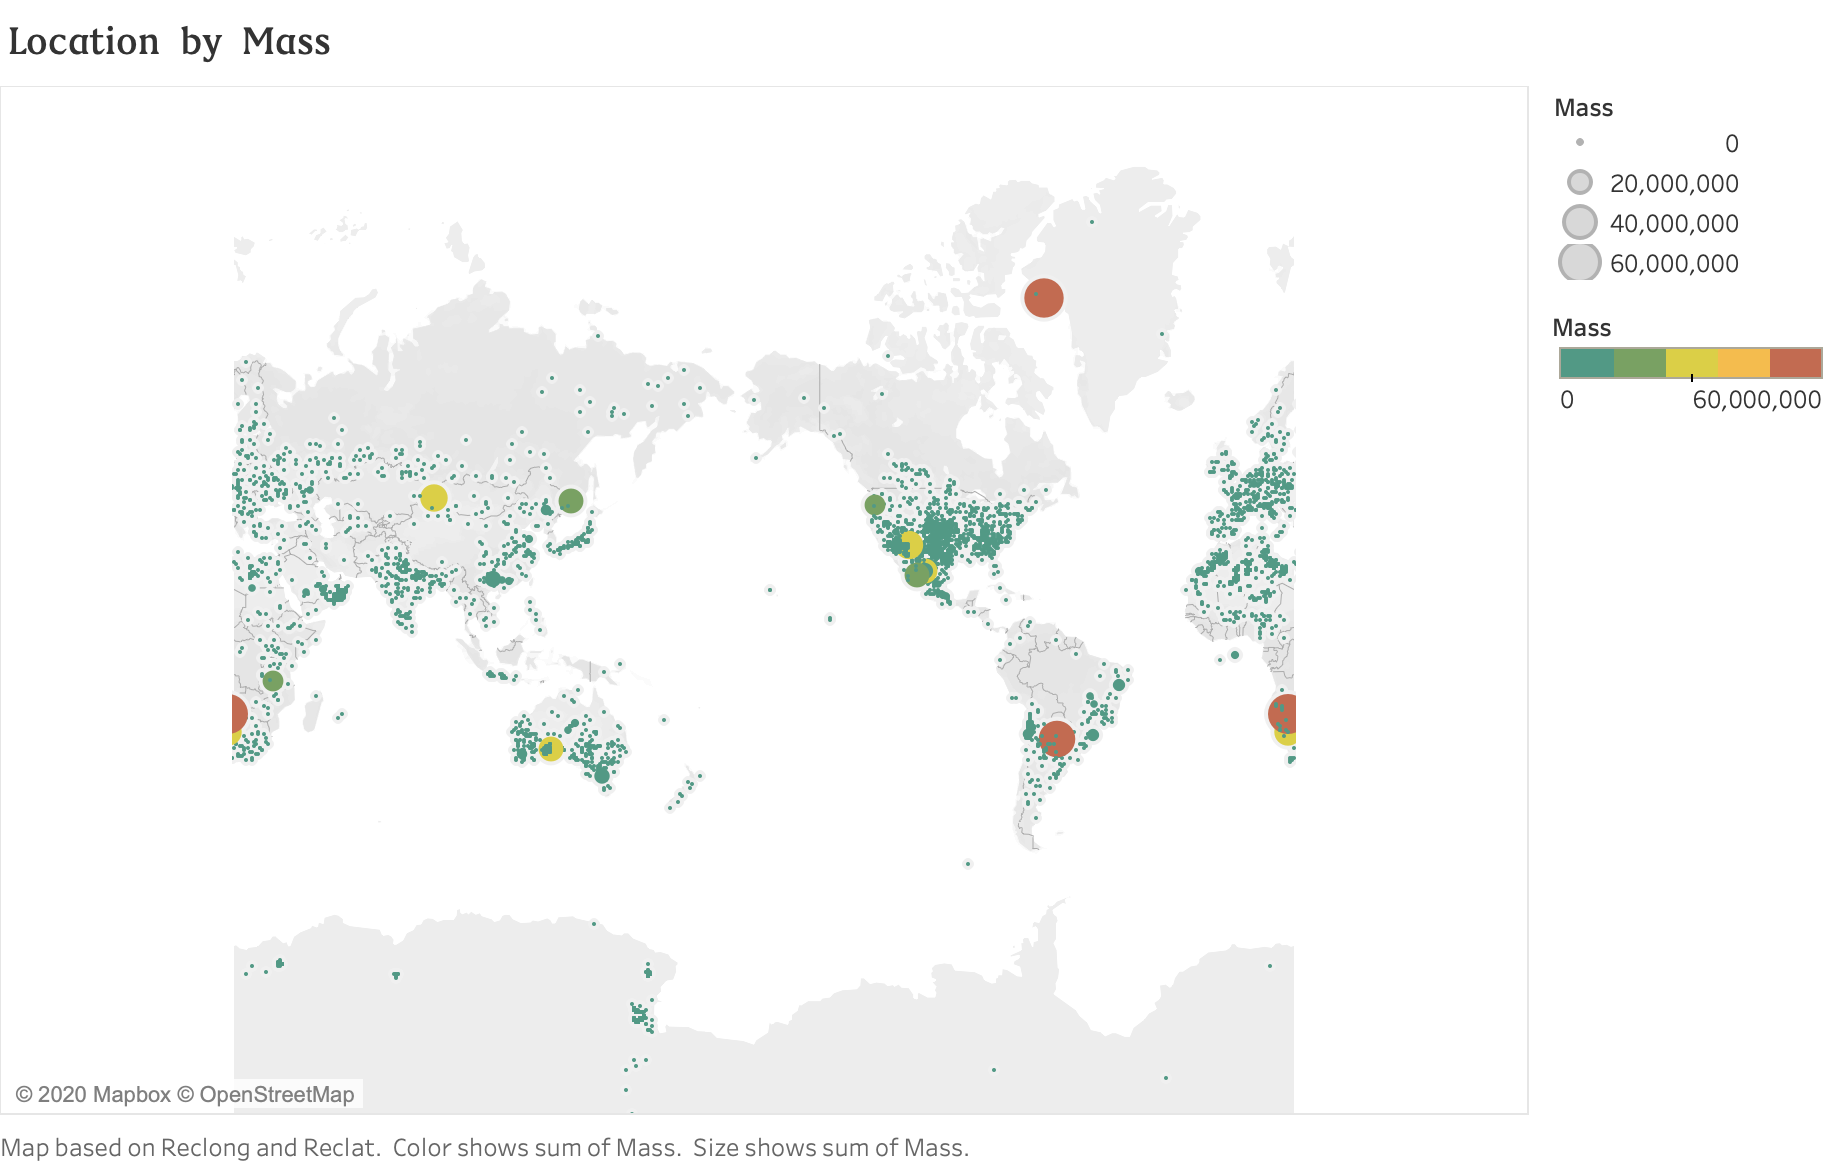 Location by Mass
Mass
0
20,000,000
40,000,000
60,000,000
Mass
0 60,000,000
© 2020 Mapbox © OpenStreetMap
Map based on Reclong and Reclat. Color shows sum of Mass. Size shows sum of Mass.